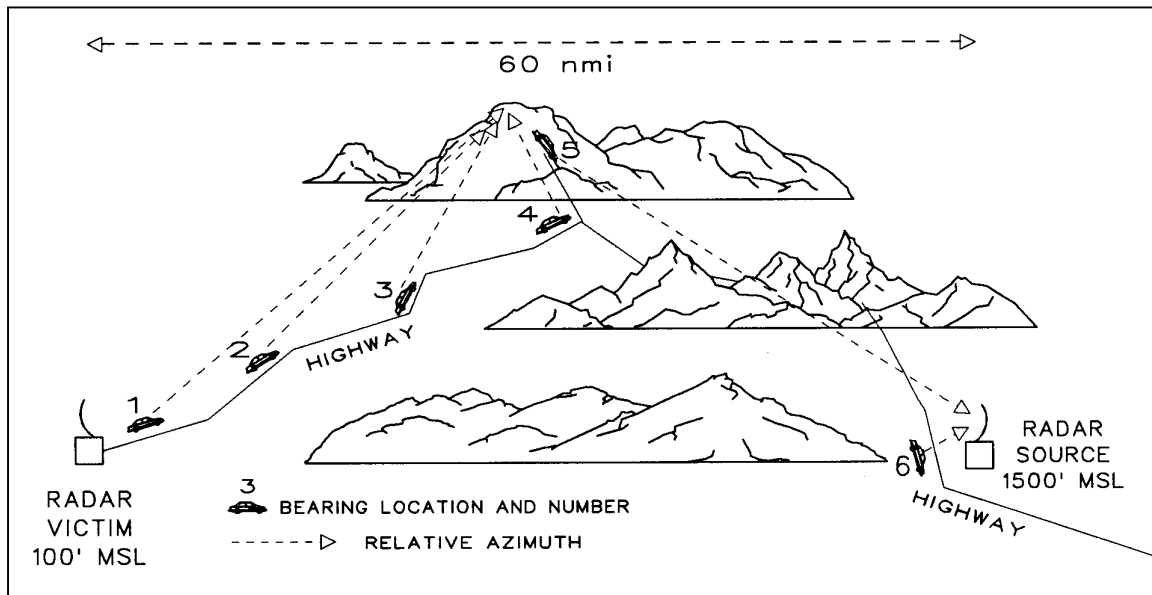 60 nmi
5
4
3
HIGHWAY
2
1
6
RADAR
VICTIM
100' MSL
RADAR
SOURCE
1500' MSL
HIGHWAY
3
BEARING LOCATION AND NUMBER
RELATIVE AZIMUTH